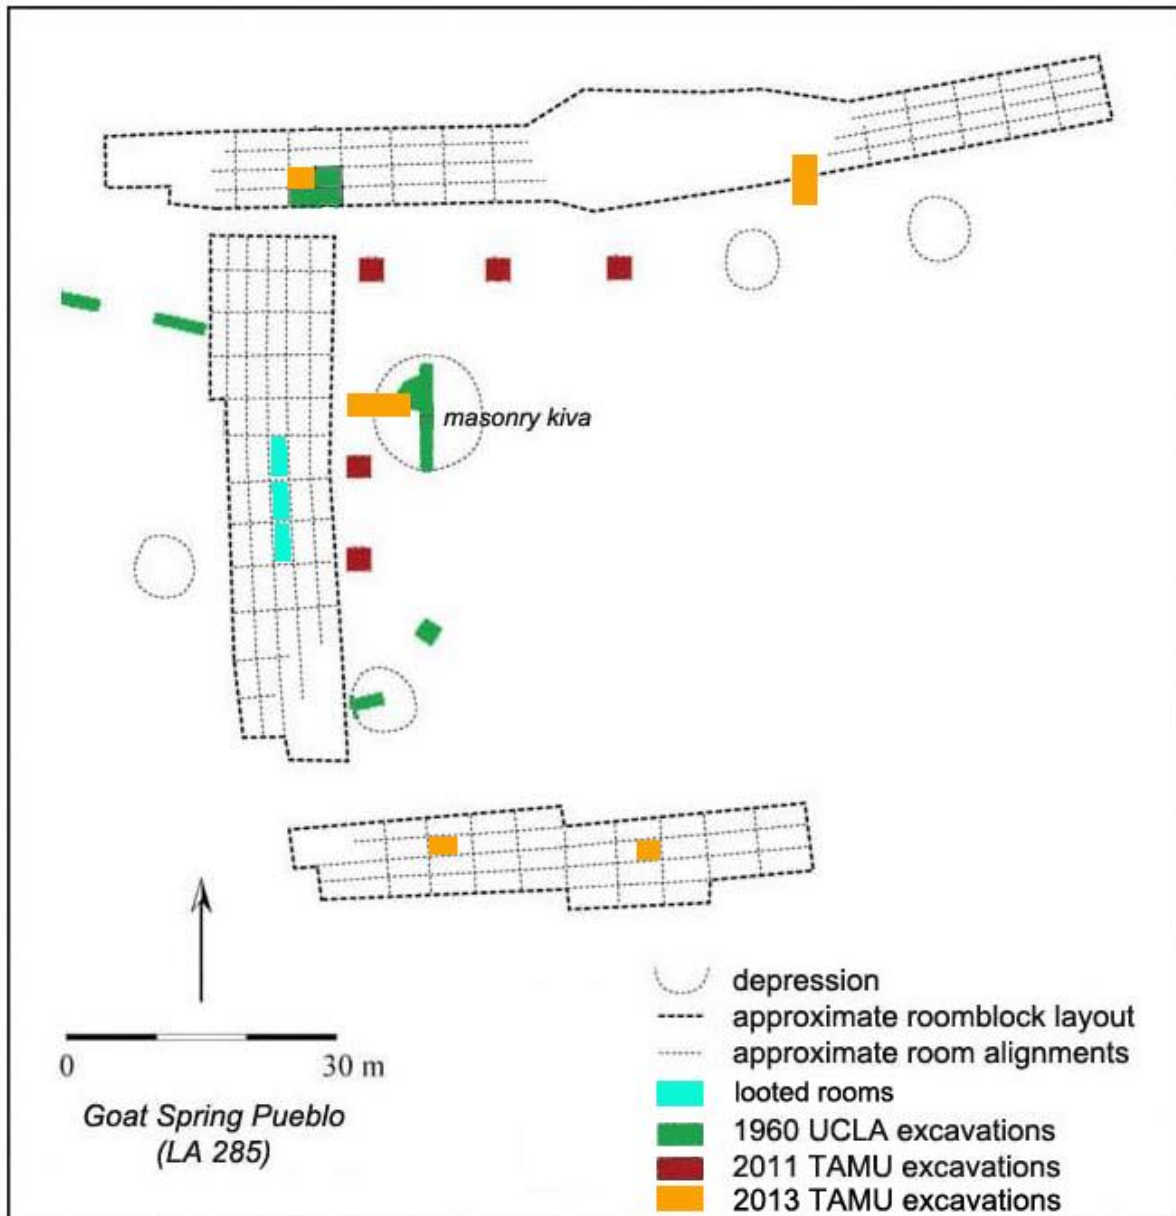 masonry kiva
depression
approximate roomblock layout
approximate room alignments
looted rooms
1960 UCLA excavations
2011 TAMU excavations
2013 TAMU excavations
0 30 m
Goat Spring Pueblo
(LA 285)